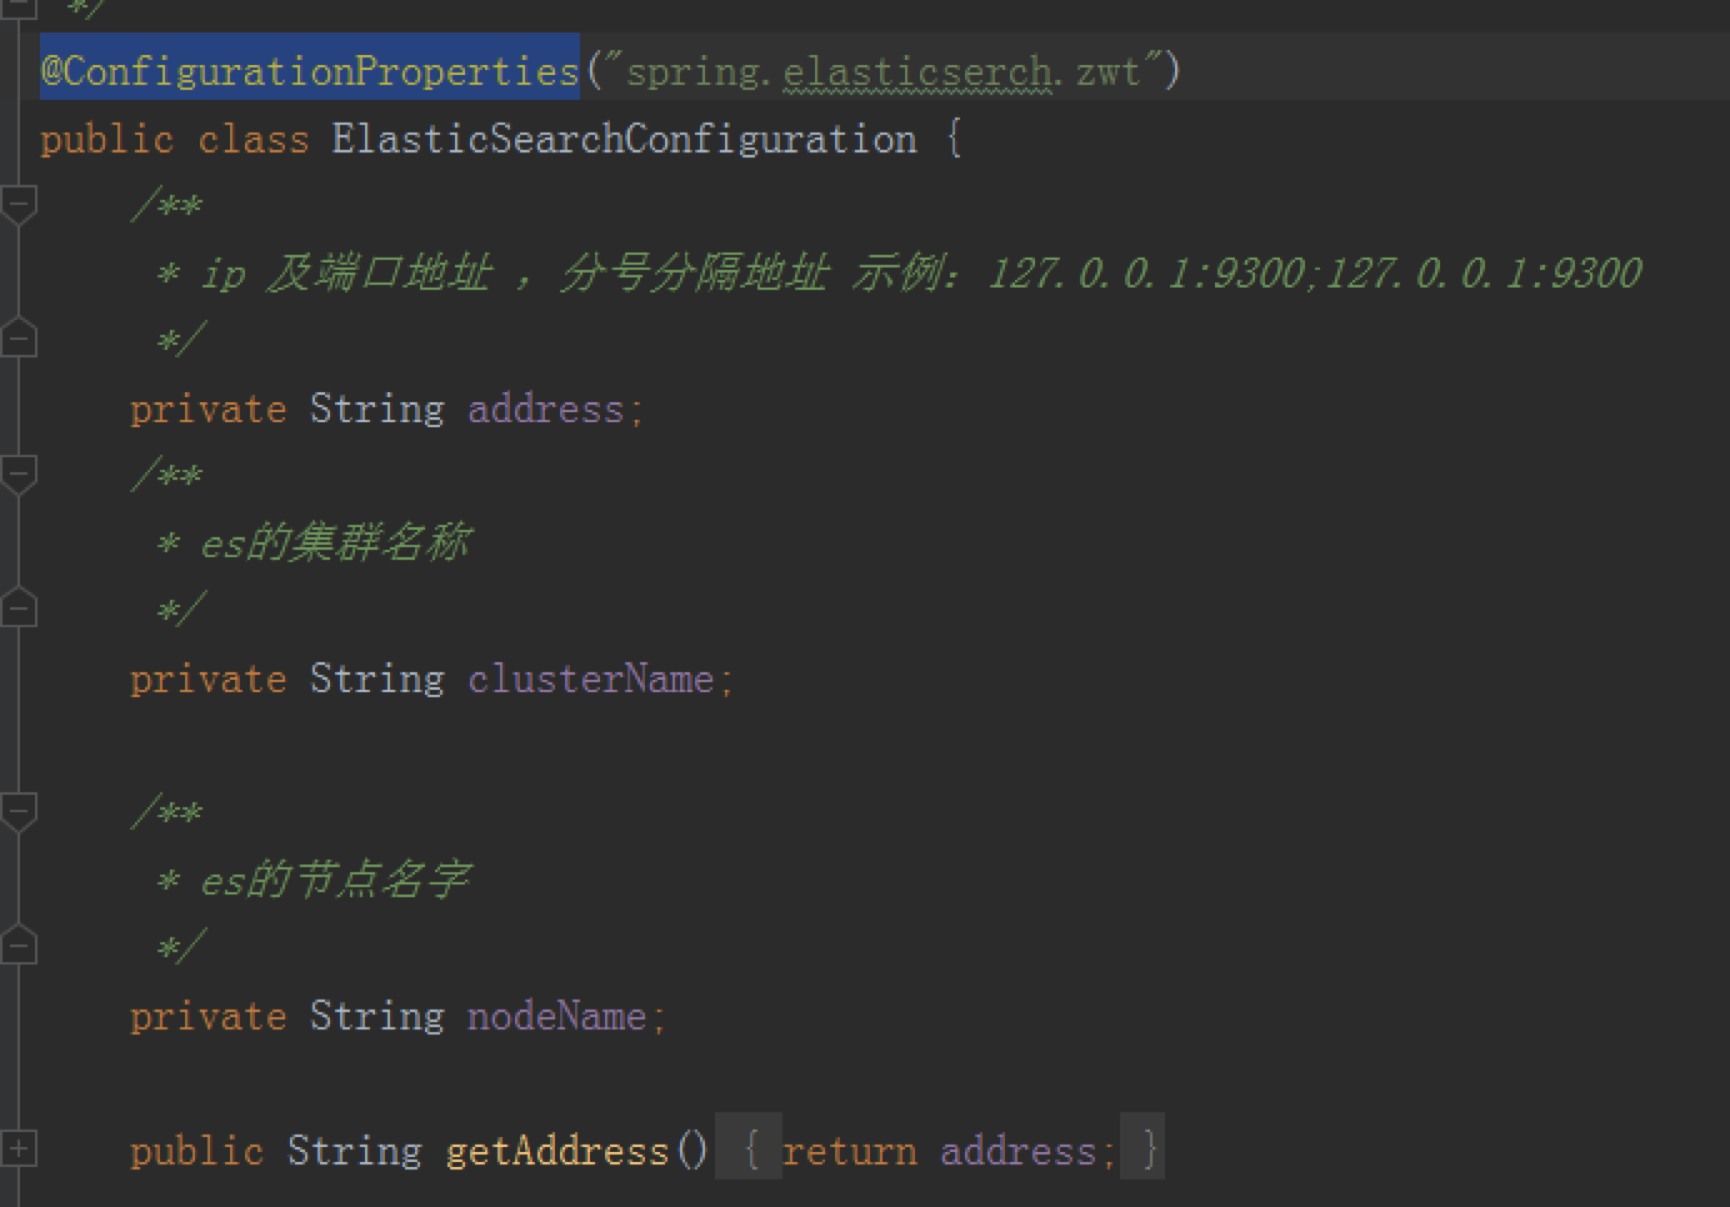 */
@ConfigurationProperties("spring.elasticserch.zwt")
public class ElasticSearchConfiguration {
/**
* ip 及端口地址 ，分号分隔地址 示例：127.0.0.1:9300;127.0.0.1:9300
*/
private String address;
/**
* es的集群名称
*/
private String clusterName;
/**
* es的节点名字
*/
private String nodeName;
public String getAddress() { return address; }